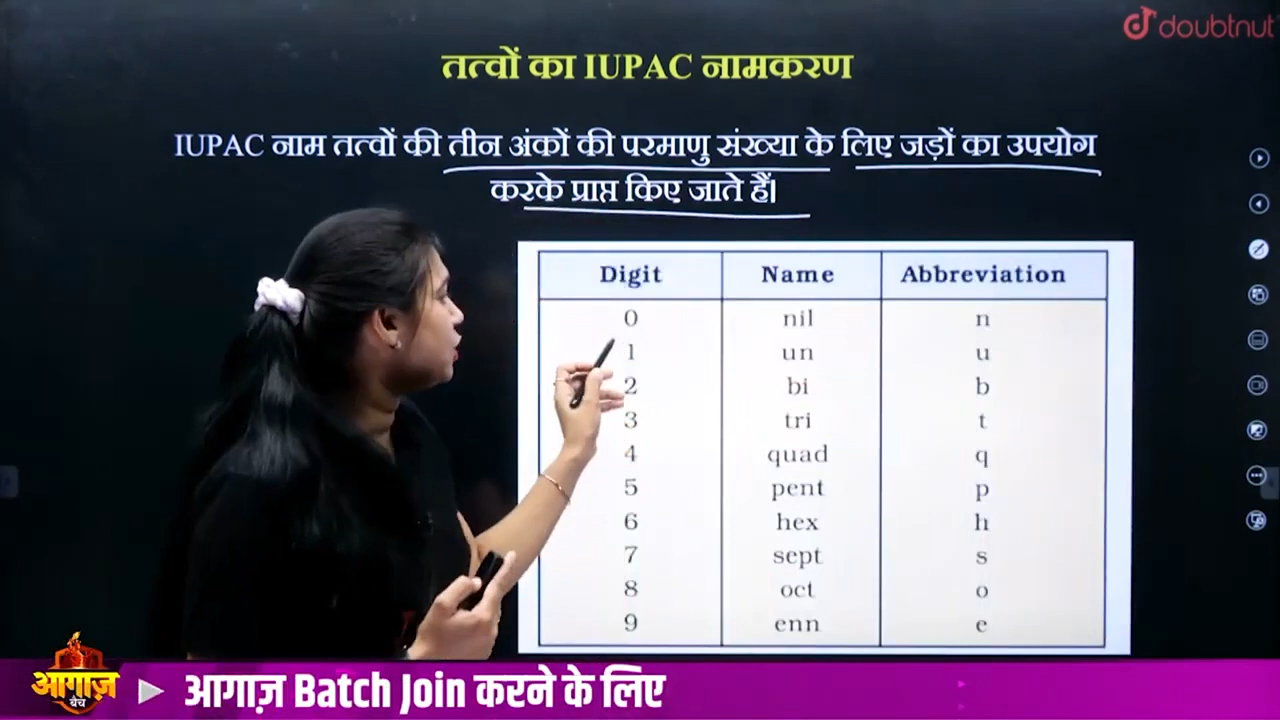 doubtnut
तत्वों का IUPAC नामकरण
IUPAC नाम तत्वों की तीन अंकों की परमाणु संख्या के लिए जड़ों का उपयोग
करके प्राप्त किए जाते हैं।
Digit Name Abbreviation
0 nil n
1 un u
2 bi b
3 tri t
4 quad q
5 pent p
6 hex h
7 sept s
8 oct o
9 enn e
आगाज़
बैच
आगाज़ Batch Join करने के लिए